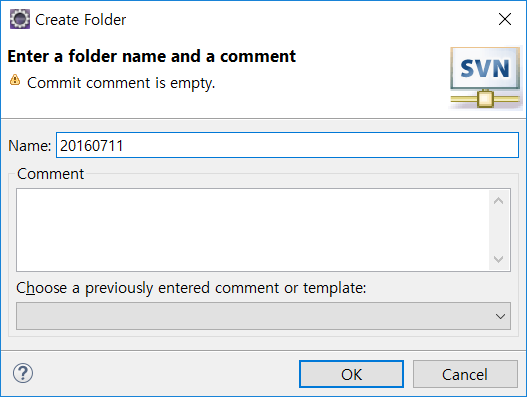 Create Folder
Enter a folder name and a comment
Commit comment is empty.
SVN
Name: 20160711
Comment
Choose a previously entered comment or template:
OK Cancel